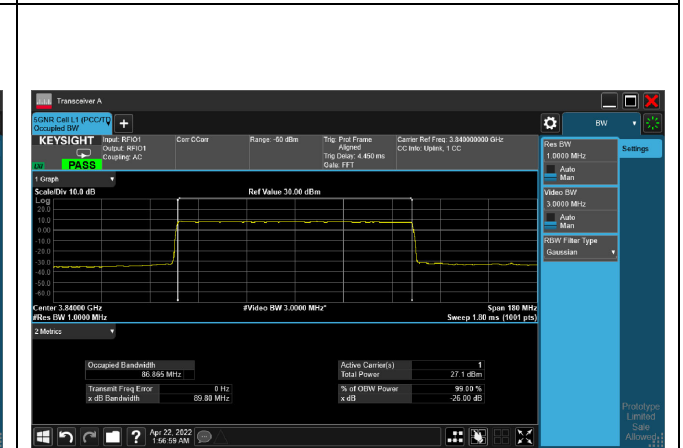 Transceiver A
5GNR Cell L1 (PCC/TD
Occupied BW
KEYSIGHT
PASS
Input: RFIO1
Output: RFIO1
Coupling: AC
Corr CCorr
Range: -60 dBm
Trig: Prot Frame
Aligned
Trig Delay: 4.450 ms
Gate: FFT
Carrier Ref Freq: 3.840000000 GHz
CC Info: Uplink, 1 CC
BW
Res BW
1.0000 MHz
Auto
Man
Video BW
3.0000 MHz
Auto
Man
RBW Filter Type
Gaussian
Settings
1 Graph
Scale/Div 10.0 dB
Ref Value 30.00 dBm
Log
20.0
10.0
0.00
-10.0
-20.0
-30.0
-40.0
-50.0
-60.0
Center 3.84000 GHz
#Video BW 3.0000 MHz*
Span 180 MHz
#Res BW 1.0000 MHz
Sweep 1.80 ms (1001 pts)
2 Metrics
Occupied Bandwidth
86.865 MHz
Transmit Freq Error 0 Hz
x dB Bandwidth 89.80 MHz
Active Carrier(s) 1
Total Power 27.1 dBm
% of OBW Power 99.00 %
x dB -26.00 dB
Prototype
Limited
Sale
Allowed
Apr 22, 2022
1:56:59 AM